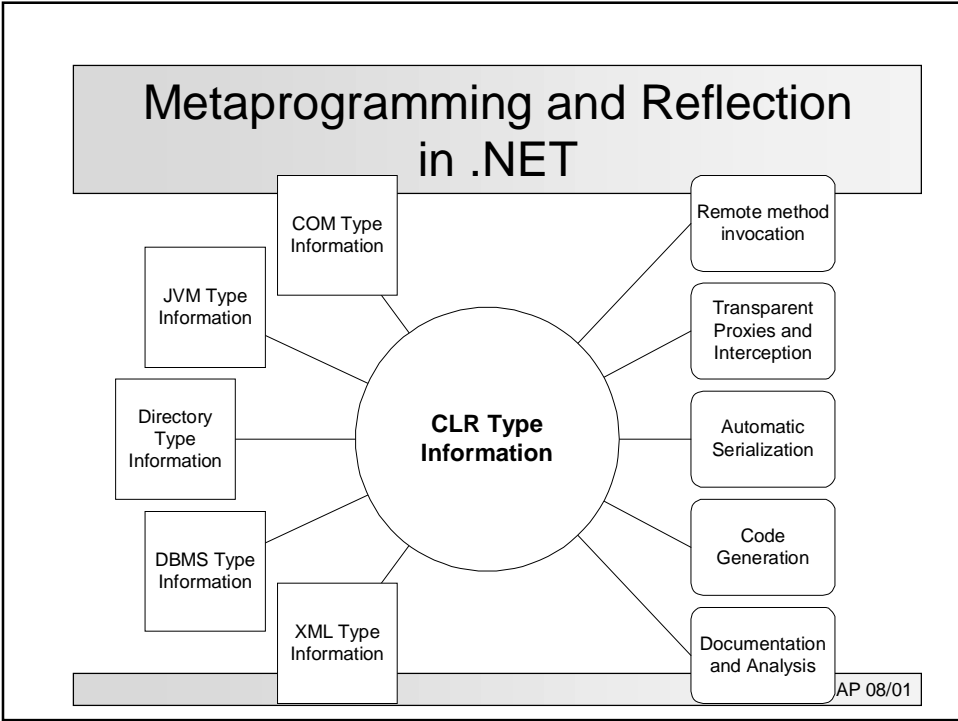 Metaprogramming and Reflection
in .NET
COM Type
Information
JVM Type
Information
Directory
Type
Information
DBMS Type
Information
XML Type
Information
CLR Type
Information
Remote method
invocation
Transparent
Proxies and
Interception
Automatic
Serialization
Code
Generation
Documentation
and Analysis
AP 08/01